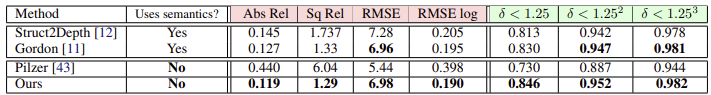 Method Uses semantics? Abs Rel Sq Rel RMSE RMSE log δ < 1.25 δ < 1.25² δ < 1.25³
Struct2Depth [12] Yes 0.145 1.737 7.28 0.205 0.813 0.942 0.978
Gordon [11] Yes 0.127 1.33 6.96 0.195 0.830 0.947 0.981
Pilzer [43] No 0.440 6.04 5.44 0.398 0.730 0.887 0.944
Ours No 0.119 1.29 6.98 0.190 0.846 0.952 0.982